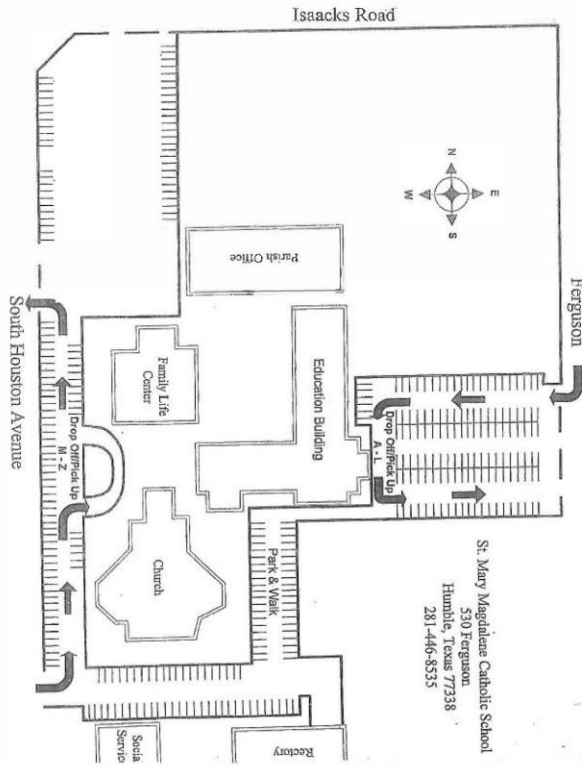 Isaacks Road
N
E
W
S
Ferguson
Parish Office
South Houston Avenue
Family Life
Center
Education Building
Drop Off/Pick Up
A - L
Drop Off/Pick Up
M - Z
Church
Park & Walk
St. Mary Magdalene Catholic School
530 Ferguson
Humble, Texas 77338
281-446-8535
Socia
Servic
Rectory